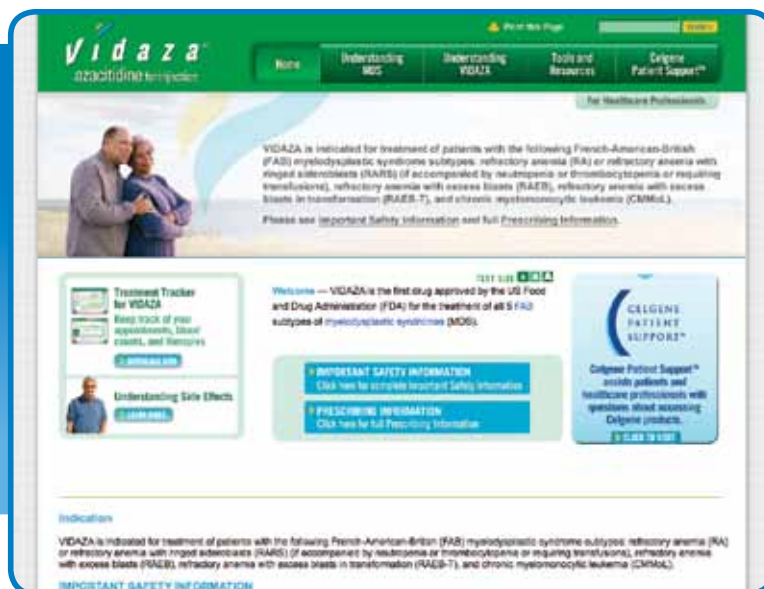 Print this Page
Vidaza
azacitidine for injection
Home
Understanding
MDS
Understanding
VIDAZA
Tools and
Resources
Celgene
Patient Support™
For Healthcare Professionals
VIDAZA is indicated for treatment of patients with the following French-American-British
(FAB) myelodysplastic syndrome subtypes: refractory anemia (RA) or refractory anemia with
ringed sideroblasts (RARS) (if accompanied by neutropenia or thrombocytopenia or requiring
transfusions), refractory anemia with excess blasts (RAEB), refractory anemia with excess
blasts in transformation (RAEB-T), and chronic myelomonocytic leukemia (CMMoL).
Please see Important Safety Information and full Prescribing Information.
Treatment Tracker
for VIDAZA
Keep track of your
appointments, blood
counts, and therapies
DOWNLOAD NOW
Understanding Side Effects
LEARN MORE
TEXT SIZE A A A
Welcome — VIDAZA is the first drug approved by the US Food
and Drug Administration (FDA) for the treatment of all 5 FAB
subtypes of myelodysplastic syndromes (MDS).
IMPORTANT SAFETY INFORMATION
Click here for complete Important Safety Information
PRESCRIBING INFORMATION
Click here for full Prescribing Information
CELGENE
PATIENT
SUPPORT™
Celgene Patient Support™
assists patients and
healthcare professionals with
questions about accessing
Celgene products.
CLICK TO VISIT
Indication
VIDAZA is indicated for treatment of patients with the following French-American-British (FAB) myelodysplastic syndrome subtypes: refractory anemia (RA)
or refractory anemia with ringed sideroblasts (RARS) (if accompanied by neutropenia or thrombocytopenia or requiring transfusions), refractory anemia
with excess blasts (RAEB), refractory anemia with excess blasts in transformation (RAEB-T), and chronic myelomonocytic leukemia (CMMoL).
IMPORTANT SAFETY INFORMATION